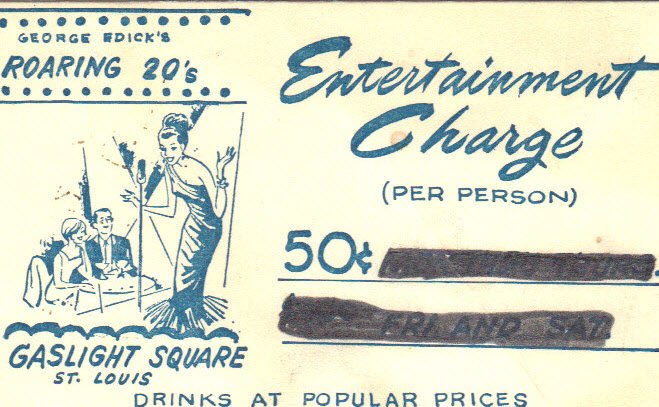 GEORGE EDICK'S
ROARING 20's
GASLIGHT SQUARE
ST. LOUIS
Entertainment
Charge
(PER PERSON)
50¢
FRI AND SAT.
DRINKS AT POPULAR PRICES